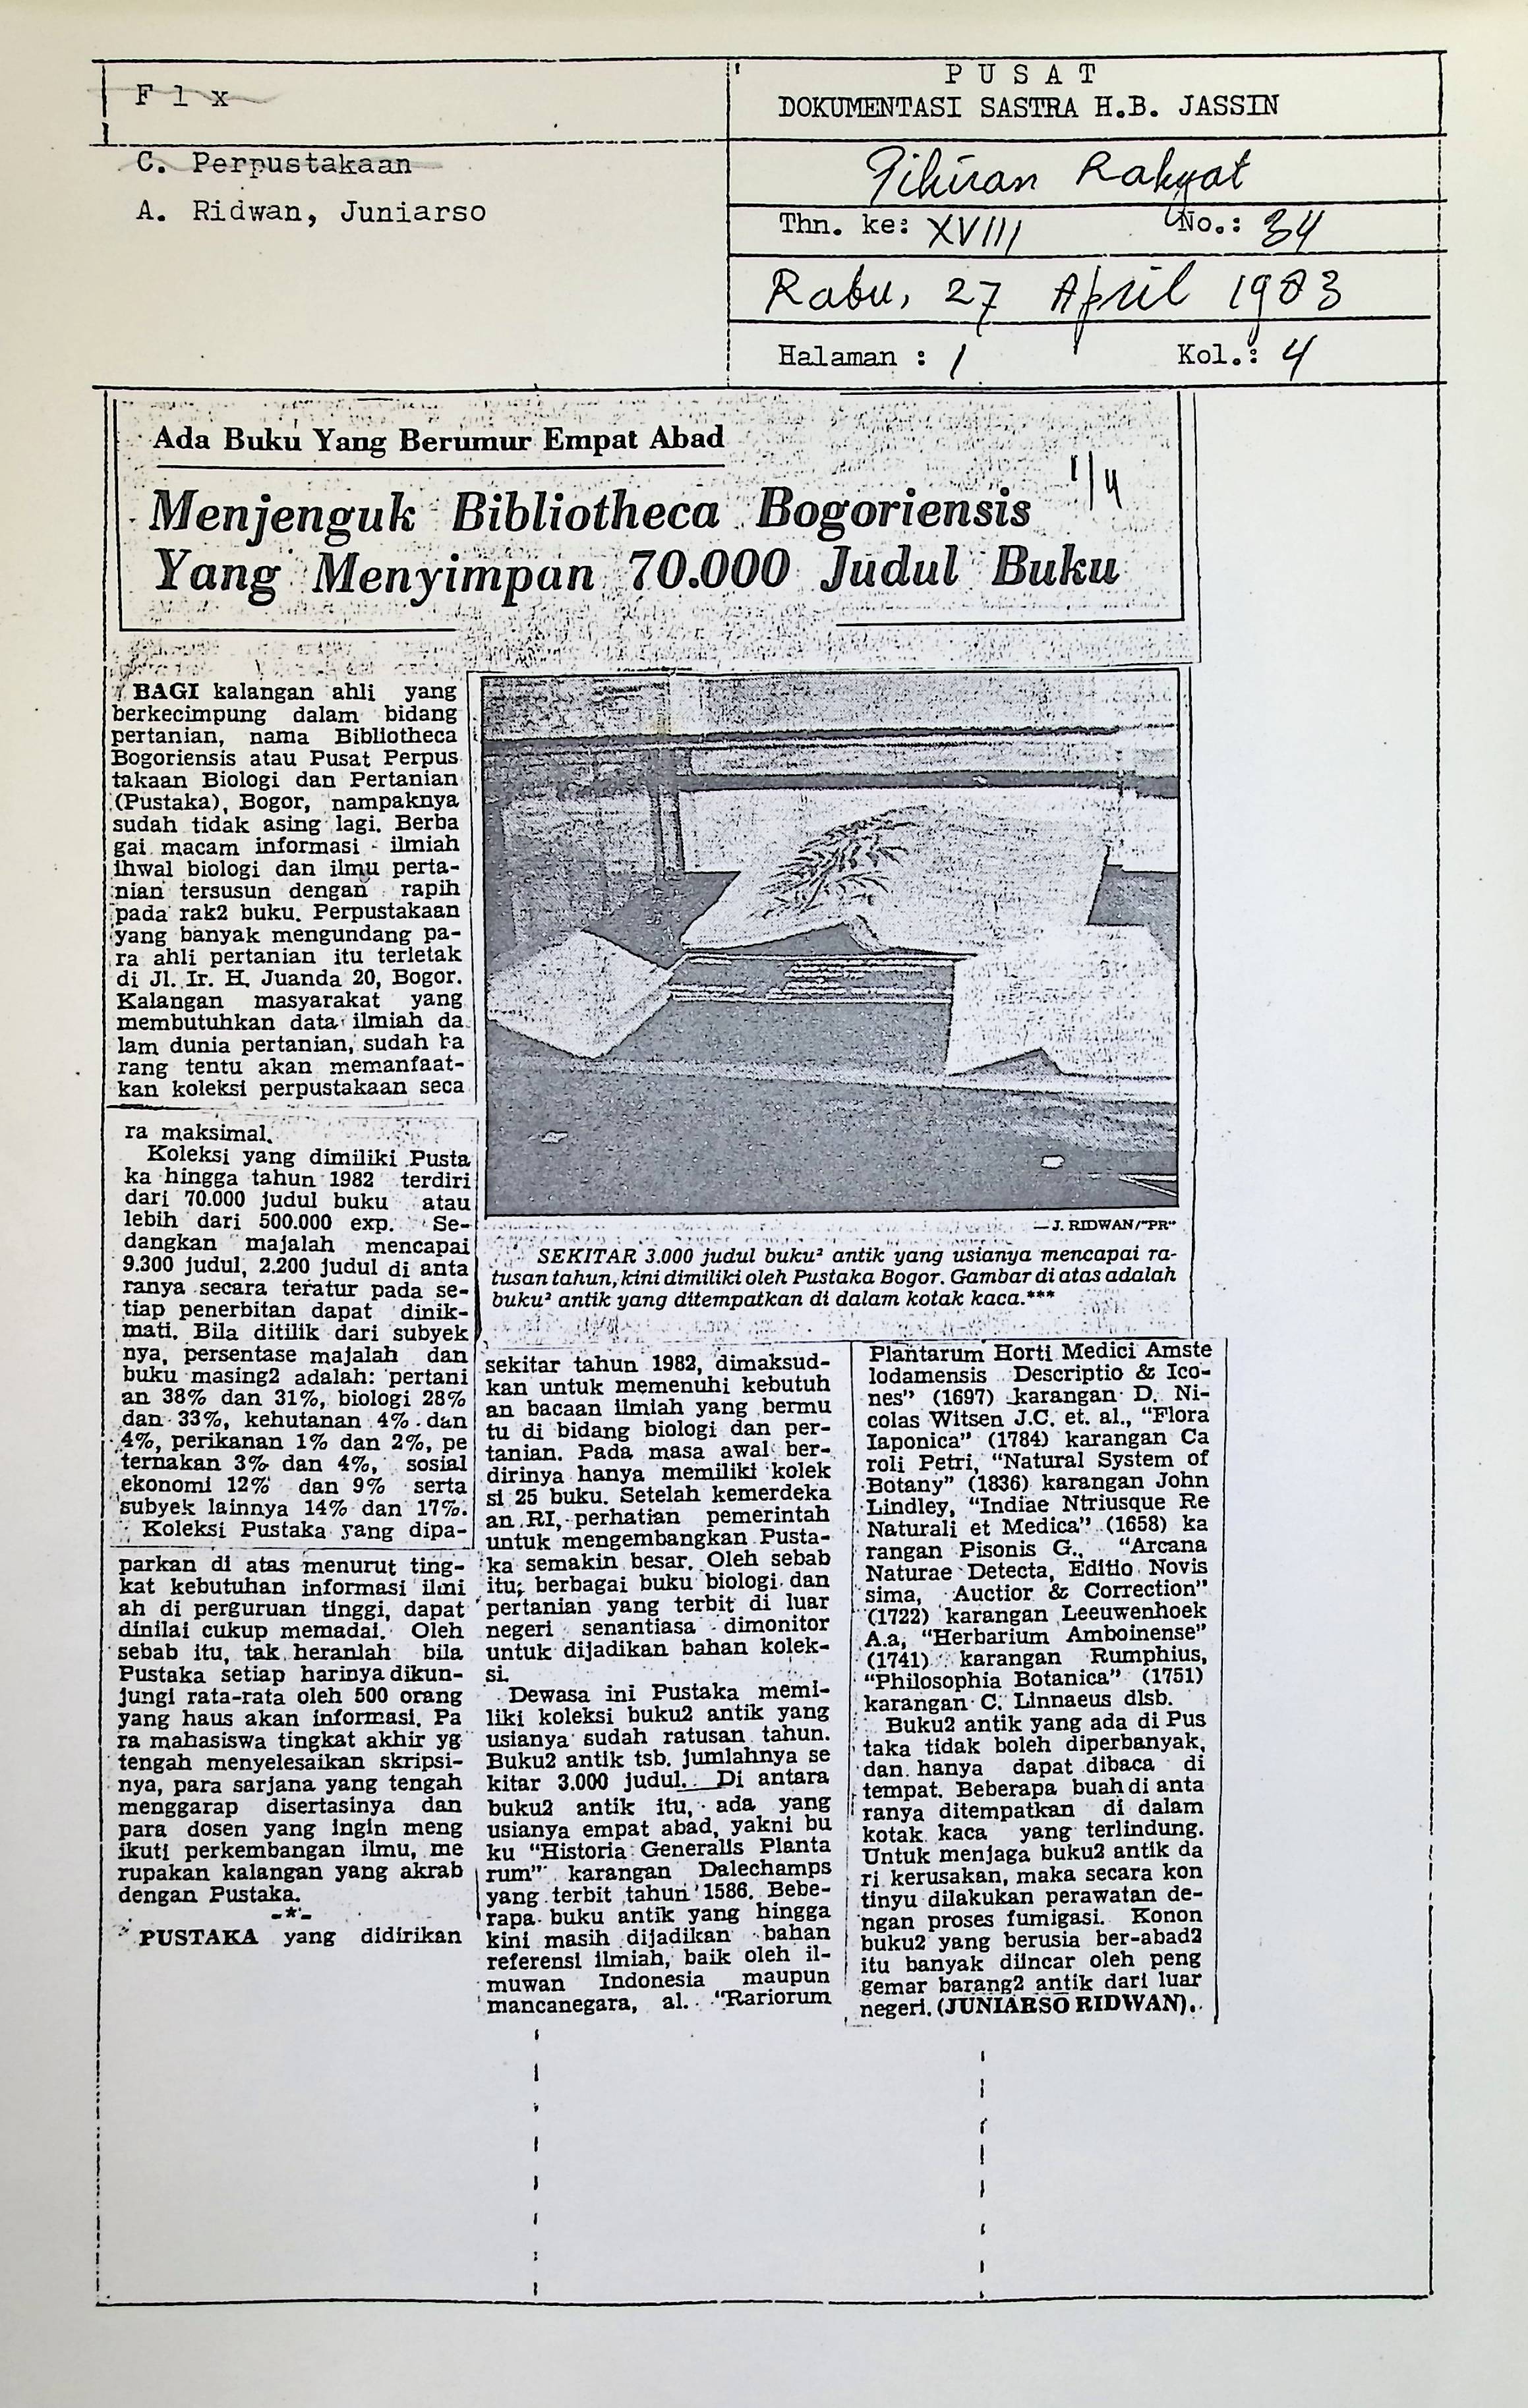 F l x
C. Perpustakaan
A. Ridwan, Juniarso
P U S A T
DOKUMENTASI SASTRA H.B. JASSIN
Pikiran Rakyat
Thn. ke: XVIII No.: 34
Rabu, 27 April 1983
Halaman : 1 Kol.: 4
Ada Buku Yang Berumur Empat Abad
1/4
Menjenguk Bibliotheca Bogoriensis
Yang Menyimpan 70.000 Judul Buku
BAGI kalangan ahli yang
berkecimpung dalam bidang
pertanian, nama Bibliotheca
Bogoriensis atau Pusat Perpus
takaan Biologi dan Pertanian
(Pustaka), Bogor, nampaknya
sudah tidak asing lagi. Berba
gai macam informasi ilmiah
ihwal biologi dan ilmu perta-
nian tersusun dengan rapih
pada rak2 buku. Perpustakaan
yang banyak mengundang pa-
ra ahli pertanian itu terletak
di Jl. Ir. H. Juanda 20, Bogor.
Kalangan masyarakat yang
membutuhkan data ilmiah da
lam dunia pertanian, sudah ba
rang tentu akan memanfaat-
kan koleksi perpustakaan seca
ra maksimal.
Koleksi yang dimiliki Pusta
ka hingga tahun 1982 terdiri
dari 70.000 judul buku atau
lebih dari 500.000 exp. Se-
dangkan majalah mencapai
9.300 judul, 2.200 judul di anta
ranya secara teratur pada se-
tiap penerbitan dapat dinik-
mati. Bila ditilik dari subyek
nya, persentase majalah dan
buku masing2 adalah: pertani
an 38% dan 31%, biologi 28%
dan 33%, kehutanan 4% dan
4%, perikanan 1% dan 2%, pe
ternakan 3% dan 4%, sosial
ekonomi 12% dan 9% serta
subyek lainnya 14% dan 17%.
Koleksi Pustaka yang dipa-
parkan di atas menurut ting-
kat kebutuhan informasi ilmi
ah di perguruan tinggi, dapat
dinilai cukup memadai. Oleh
sebab itu, tak heranlah bila
Pustaka setiap harinya dikun-
jungi rata-rata oleh 500 orang
yang haus akan informasi. Pa
ra mahasiswa tingkat akhir yg
tengah menyelesaikan skripsi-
nya, para sarjana yang tengah
menggarap disertasinya dan
para dosen yang ingin meng
ikuti perkembangan ilmu, me
rupakan kalangan yang akrab
dengan Pustaka.
-*-
PUSTAKA yang didirikan
— J. RIDWAN/"PR"
SEKITAR 3.000 judul buku² antik yang usianya mencapai ra-
tusan tahun, kini dimiliki oleh Pustaka Bogor. Gambar di atas adalah
buku² antik yang ditempatkan di dalam kotak kaca.***
sekitar tahun 1982, dimaksud-
kan untuk memenuhi kebutuh
an bacaan ilmiah yang bermu
tu di bidang biologi dan per-
tanian. Pada masa awal ber-
dirinya hanya memiliki kolek
si 25 buku. Setelah kemerdeka
an RI, perhatian pemerintah
untuk mengembangkan Pusta-
ka semakin besar. Oleh sebab
itu, berbagai buku biologi dan
pertanian yang terbit di luar
negeri senantiasa dimonitor
untuk dijadikan bahan kolek-
si.
Dewasa ini Pustaka memi-
liki koleksi buku2 antik yang
usianya sudah ratusan tahun.
Buku2 antik tsb. jumlahnya se
kitar 3.000 judul. Di antara
buku2 antik itu, ada yang
usianya empat abad, yakni bu
ku "Historia Generalis Planta
rum" karangan Dalechamps
yang terbit tahun 1586. Bebe-
rapa buku antik yang hingga
kini masih dijadikan bahan
referensi ilmiah, baik oleh il-
muwan Indonesia maupun
mancanegara, al. "Rariorum
Plantarum Horti Medici Amste
lodamensis Descriptio & Ico-
nes" (1697) karangan D. Ni-
colas Witsen J.C. et. al., "Flora
Iaponica" (1784) karangan Ca
roli Petri, "Natural System of
Botany" (1836) karangan John
Lindley, "Indiae Ntriusque Re
Naturali et Medica" (1658) ka
rangan Pisonis G., "Arcana
Naturae Detecta, Editio Novis
sima, Auctior & Correction"
(1722) karangan Leeuwenhoek
A.a, "Herbarium Amboinense"
(1741) karangan Rumphius,
"Philosophia Botanica" (1751)
karangan C. Linnaeus dlsb.
Buku2 antik yang ada di Pus
taka tidak boleh diperbanyak,
dan hanya dapat dibaca di
tempat. Beberapa buah di anta
ranya ditempatkan di dalam
kotak kaca yang terlindung.
Untuk menjaga buku2 antik da
ri kerusakan, maka secara kon
tinyu dilakukan perawatan de-
ngan proses fumigasi. Konon
buku2 yang berusia ber-abad2
itu banyak diincar oleh peng
gemar barang2 antik dari luar
negeri. (JUNIARSO RIDWAN).